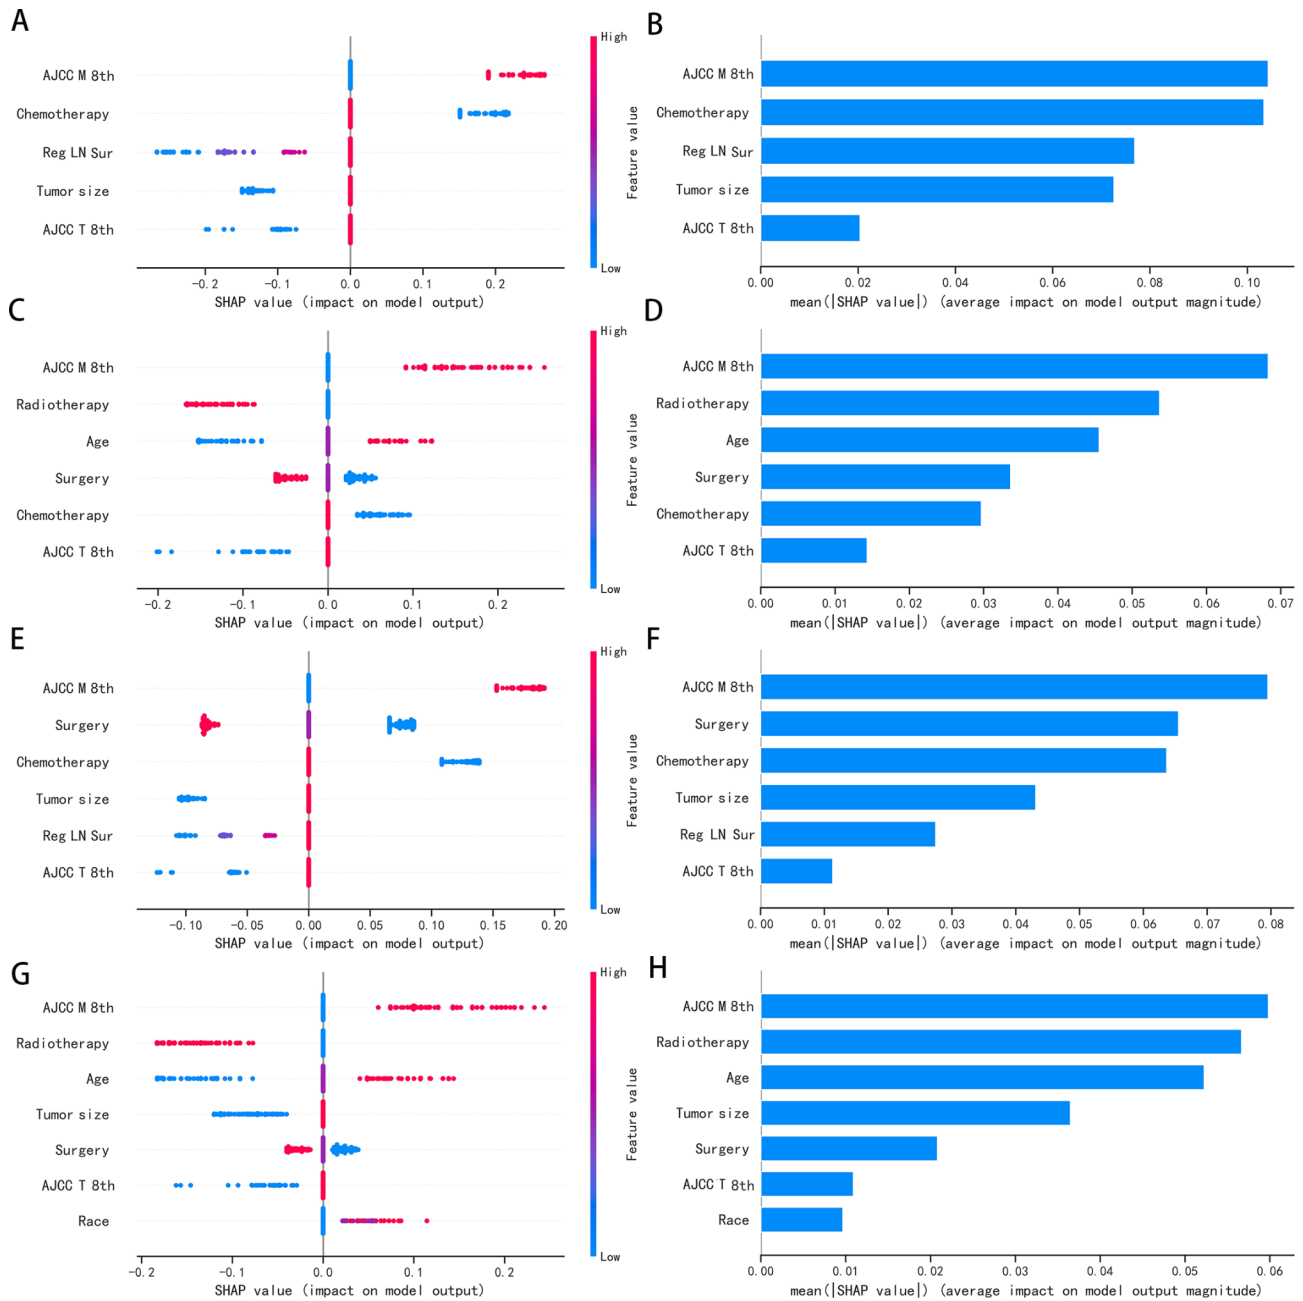 A
High
AJCC M 8th
Chemotherapy
Reg LN Sur
Tumor size
AJCC T 8th
Feature value
Low
-0.2 -0.1 0.0 0.1 0.2
SHAP value (impact on model output)
B
AJCC M 8th
Chemotherapy
Reg LN Sur
Tumor size
AJCC T 8th
0.00 0.02 0.04 0.06 0.08 0.10
mean(|SHAP value|) (average impact on model output magnitude)
C
High
AJCC M 8th
Radiotherapy
Age
Surgery
Chemotherapy
AJCC T 8th
Feature value
Low
-0.2 -0.1 0.0 0.1 0.2
SHAP value (impact on model output)
D
AJCC M 8th
Radiotherapy
Age
Surgery
Chemotherapy
AJCC T 8th
0.00 0.01 0.02 0.03 0.04 0.05 0.06 0.07
mean(|SHAP value|) (average impact on model output magnitude)
E
High
AJCC M 8th
Surgery
Chemotherapy
Tumor size
Reg LN Sur
AJCC T 8th
Feature value
Low
-0.10 -0.05 0.00 0.05 0.10 0.15 0.20
SHAP value (impact on model output)
F
AJCC M 8th
Surgery
Chemotherapy
Tumor size
Reg LN Sur
AJCC T 8th
0.00 0.01 0.02 0.03 0.04 0.05 0.06 0.07 0.08
mean(|SHAP value|) (average impact on model output magnitude)
G
High
AJCC M 8th
Radiotherapy
Age
Tumor size
Surgery
AJCC T 8th
Race
Feature value
Low
-0.2 -0.1 0.0 0.1 0.2
SHAP value (impact on model output)
H
AJCC M 8th
Radiotherapy
Age
Tumor size
Surgery
AJCC T 8th
Race
0.00 0.01 0.02 0.03 0.04 0.05 0.06
mean(|SHAP value|) (average impact on model output magnitude)